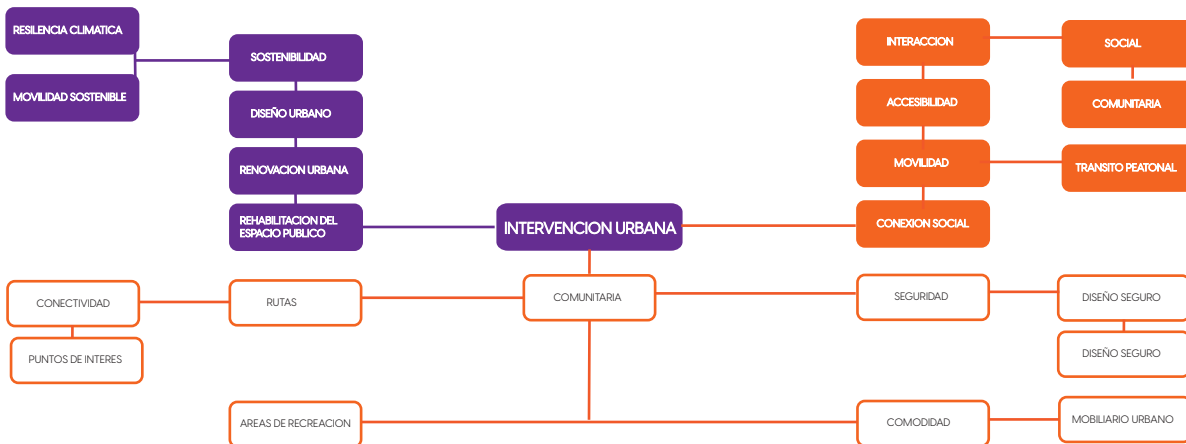 RESILENCIA CLIMATICA
MOVILIDAD SOSTENIBLE
SOSTENIBILIDAD
DISEÑO URBANO
RENOVACION URBANA
REHABILITACION DEL
ESPACIO PUBLICO
INTERVENCION URBANA
INTERACCION
SOCIAL
ACCESIBILIDAD
COMUNITARIA
MOVILIDAD
TRANSITO PEATONAL
CONEXION SOCIAL
CONECTIVIDAD
RUTAS
COMUNITARIA
SEGURIDAD
DISEÑO SEGURO
PUNTOS DE INTERES
DISEÑO SEGURO
AREAS DE RECREACION
COMODIDAD
MOBILIARIO URBANO